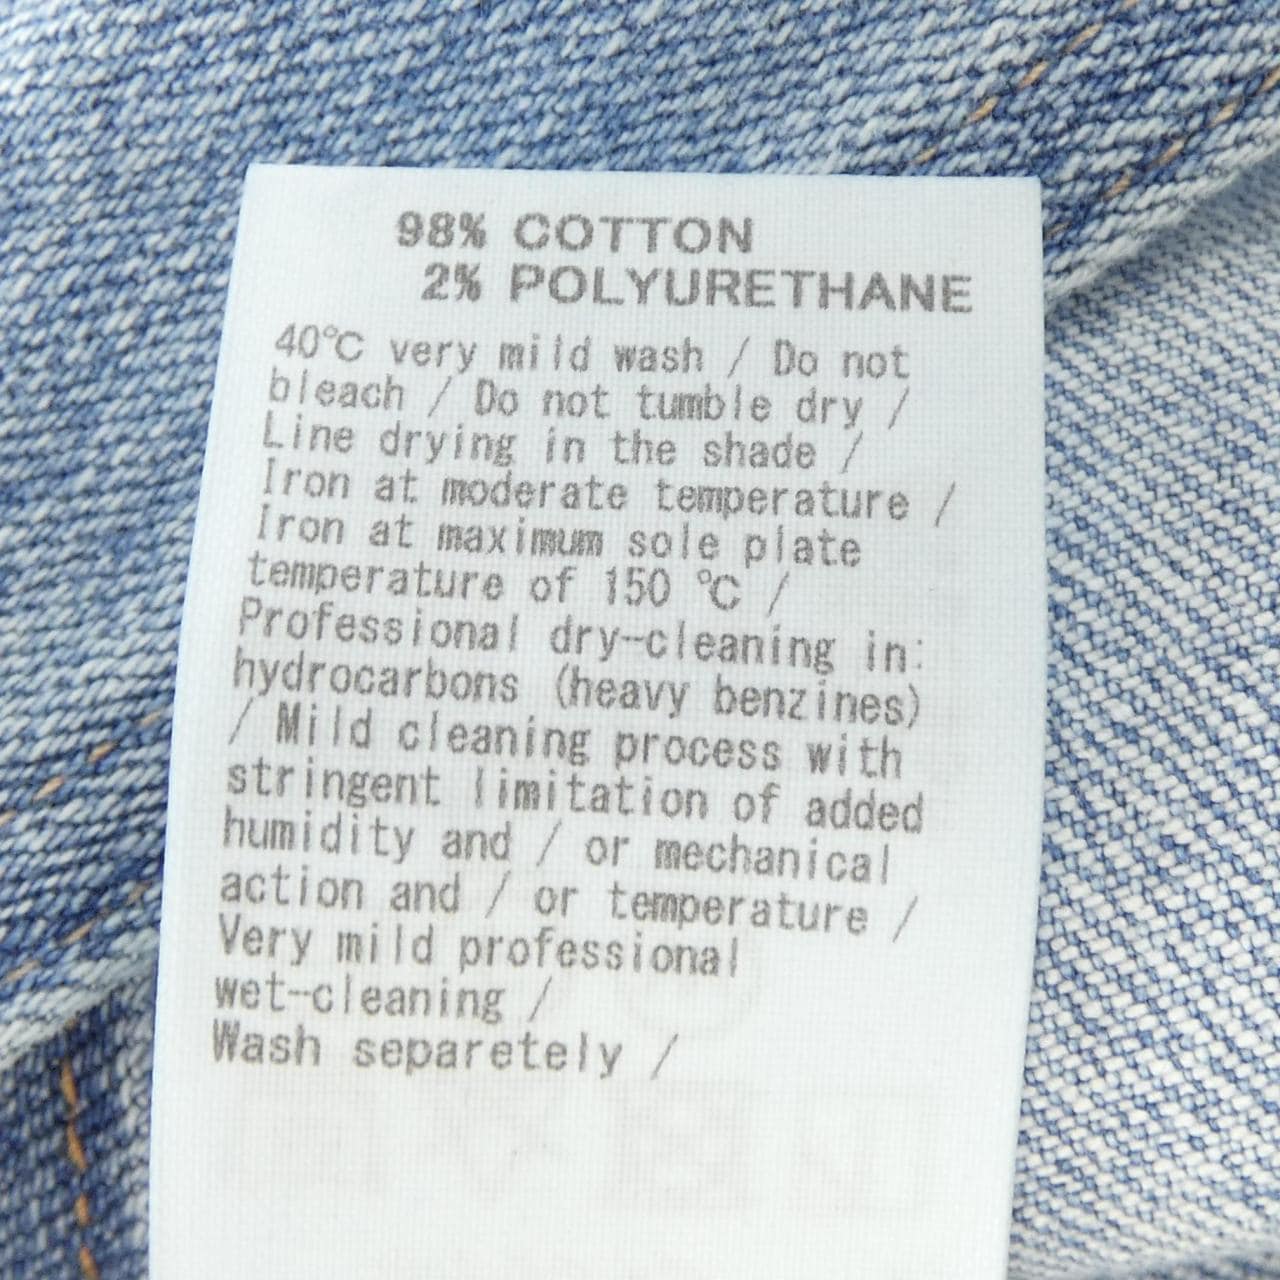 98% COTTON
2% POLYURETHANE
40℃ very mild wash / Do not
bleach / Do not tumble dry /
Line drying in the shade /
Iron at moderate temperature /
Iron at maximum sole plate
temperature of 150 ℃ /
Professional dry-cleaning in:
hydrocarbons (heavy benzines)
/ Mild cleaning process with
stringent limitation of added
humidity and / or mechanical
action and / or temperature /
Very mild professional
wet-cleaning /
Wash separetely /